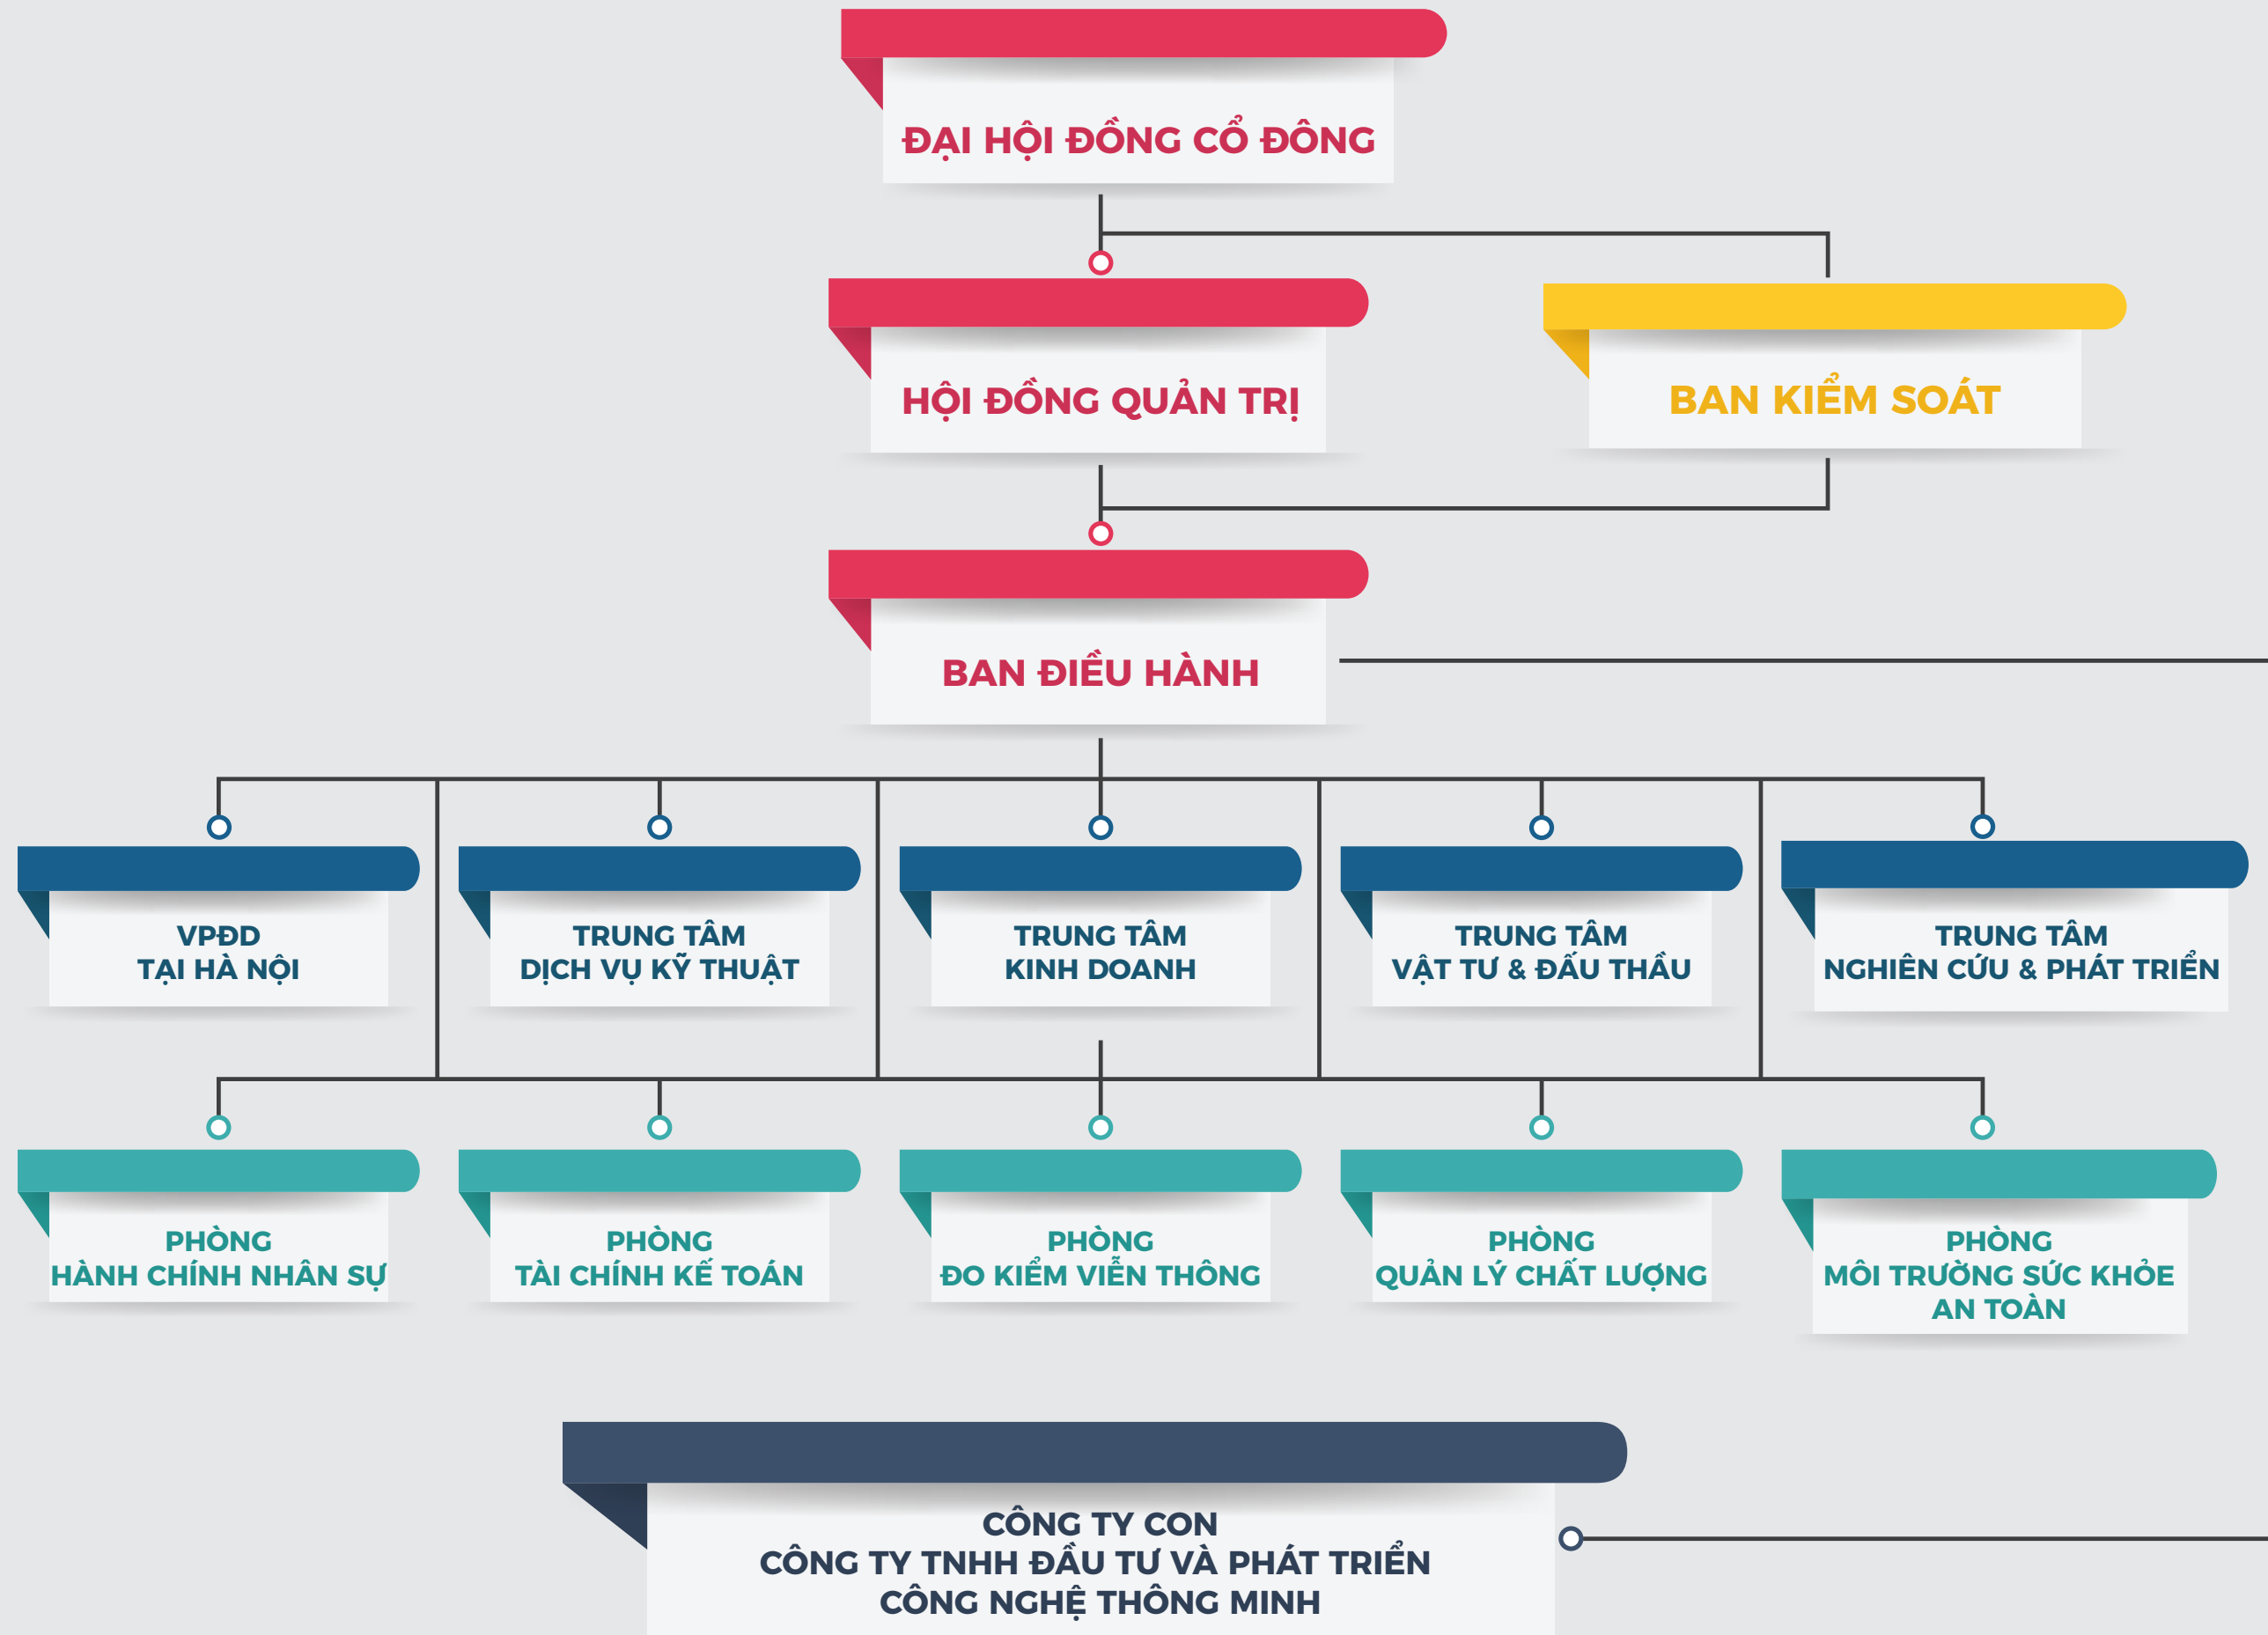 ĐẠI HỘI ĐỒNG CỔ ĐÔNG
HỘI ĐỒNG QUẢN TRỊ
BAN KIỂM SOÁT
BAN ĐIỀU HÀNH
VPĐD
TẠI HÀ NỘI
TRUNG TÂM
DỊCH VỤ KỸ THUẬT
TRUNG TÂM
KINH DOANH
TRUNG TÂM
VẬT TƯ & ĐẤU THẦU
TRUNG TÂM
NGHIÊN CỨU & PHÁT TRIỂN
PHÒNG
HÀNH CHÍNH NHÂN SỰ
PHÒNG
TÀI CHÍNH KẾ TOÁN
PHÒNG
ĐO KIỂM VIỄN THÔNG
PHÒNG
QUẢN LÝ CHẤT LƯỢNG
PHÒNG
MÔI TRƯỜNG SỨC KHỎE
AN TOÀN
CÔNG TY CON
CÔNG TY TNHH ĐẦU TƯ VÀ PHÁT TRIỂN
CÔNG NGHỆ THÔNG MINH